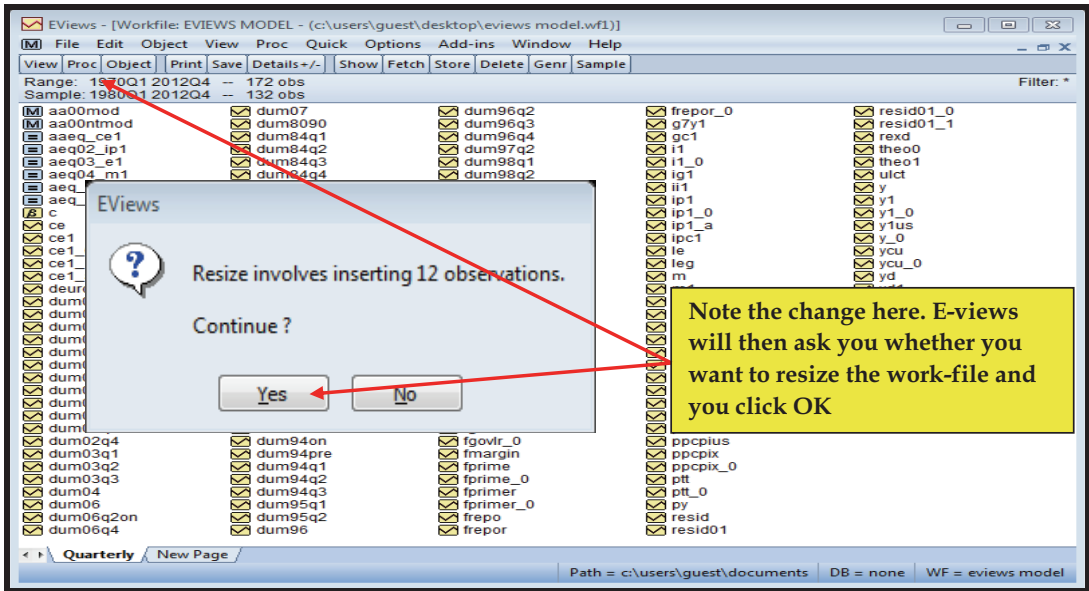 EViews - [Workfile: EVIEWS MODEL - (c:\users\guest\desktop\eviews model.wf1)]
File Edit Object View Proc Quick Options Add-ins Window Help
View Proc Object Print Save Details+/- Show Fetch Store Delete Genr Sample
Range: 1970Q1 2012Q4 -- 172 obs
Filter: *
Sample: 1980Q1 2012Q4 -- 132 obs
aa00mod dum07 dum96q2 frepor_0 resid01_0
aa00ntmod dum8090 dum96q3 g7y1 resid01_1
aaeq_ce1 dum84q1 dum96q4 gc1 rexd
aeq02_ip1 dum84q2 dum97q2 i1 theo0
aeq03_e1 dum84q3 dum98q1 i1_0 theo1
aeq04_m1 dum84q4 dum98q2 ig1 ulct
aeq_ ii1 y
aeq_ ip1 y1
c ip1_0 y1_0
ce ip1_a y1us
ce1 ipc1 y_0
ce1_ le ycu
ce1_ leg ycu_0
ce1_ m yd
EViews
Resize involves inserting 12 observations.
Continue ?
Yes No
Note the change here. E-views
will then ask you whether you
want to resize the work-file and
you click OK
dum02q4 dum94on fgovlr_0 ppcpius
dum03q1 dum94pre fmargin ppcpix
dum03q2 dum94q1 fprime ppcpix_0
dum03q3 dum94q2 fprime_0 ptt
dum04 dum94q3 fprimer ptt_0
dum06 dum95q1 fprimer_0 py
dum06q2on dum95q2 frepo resid
dum06q4 dum96 frepor resid01
Quarterly New Page
Path = c:\users\guest\documents DB = none WF = eviews model